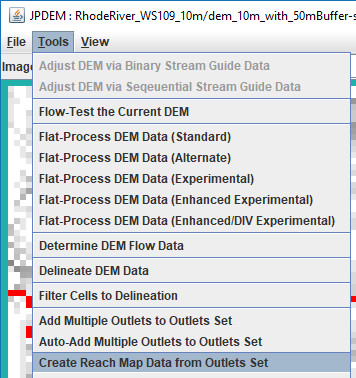 JPDEM : RhodeRiver_WS109_10m/dem_10m_with_50mBuffer-s
File Tools View
Image
Adjust DEM via Binary Stream Guide Data
Adjust DEM via Seqeuential Stream Guide Data
Flow-Test the Current DEM
Flat-Process DEM Data (Standard)
Flat-Process DEM Data (Alternate)
Flat-Process DEM Data (Experimental)
Flat-Process DEM Data (Enhanced Experimental)
Flat-Process DEM Data (Enhanced/DIV Experimental)
Determine DEM Flow Data
Delineate DEM Data
Filter Cells to Delineation
Add Multiple Outlets to Outlets Set
Auto-Add Multiple Outlets to Outlets Set
Create Reach Map Data from Outlets Set